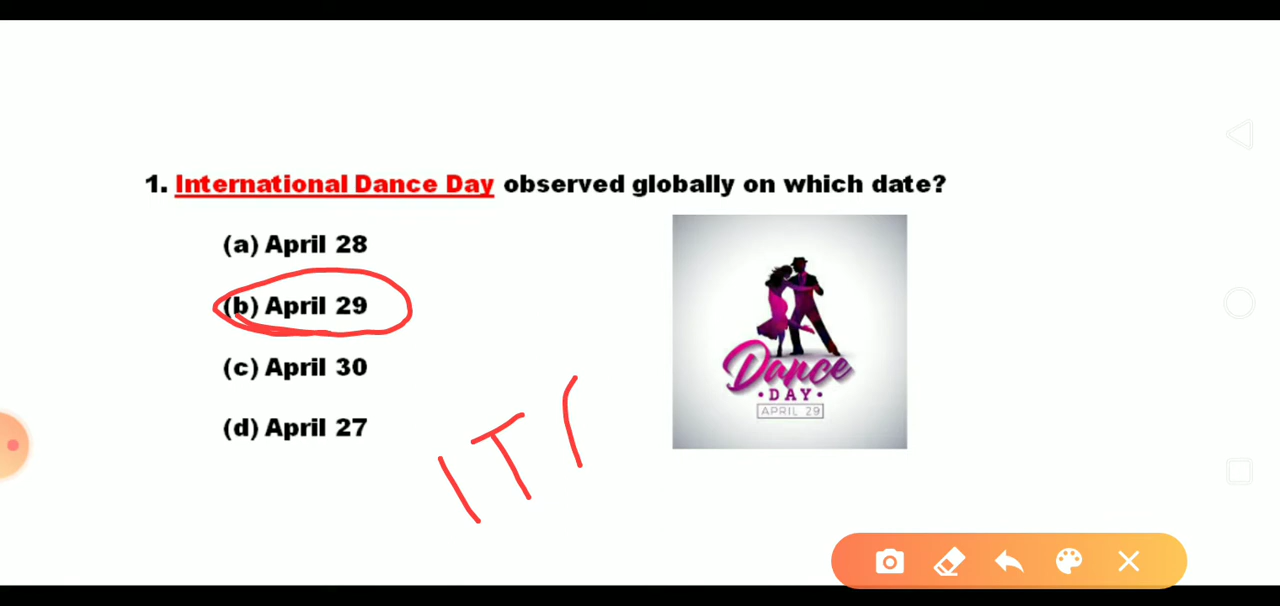 1. International Dance Day observed globally on which date?
(a) April 28
(b) April 29
(c) April 30
(d) April 27
Dance
• DAY •
APRIL 29
IT